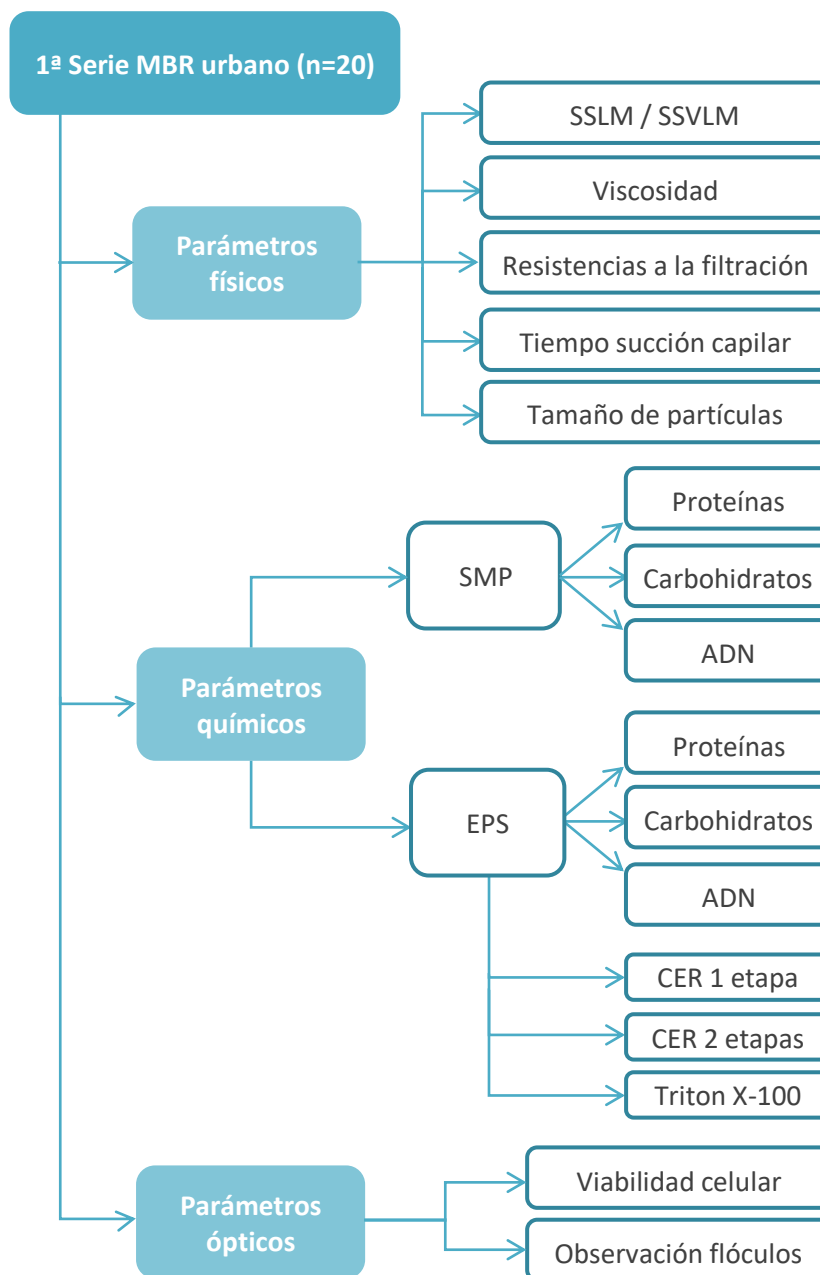 1ª Serie MBR urbano (n=20)
SSLM / SSVLM
Viscosidad
Parámetros
físicos
Resistencias a la filtración
Tiempo succión capilar
Tamaño de partículas
Proteínas
SMP
Carbohidratos
ADN
Parámetros
químicos
Proteínas
EPS
Carbohidratos
ADN
CER 1 etapa
CER 2 etapas
Triton X-100
Parámetros
ópticos
Viabilidad celular
Observación flóculos